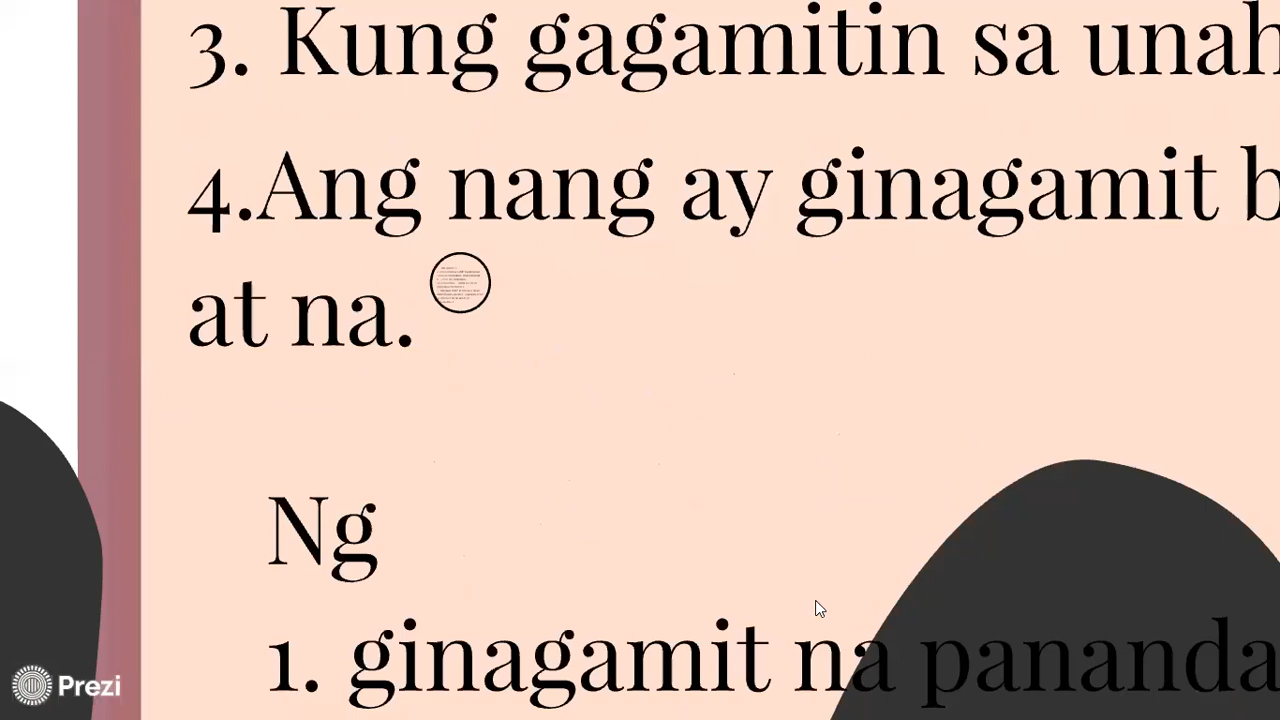 3. Kung gagamitin sa unah
4.Ang nang ay ginagamit b
at na.
Ng
1. ginagamit na pananda
Prezi